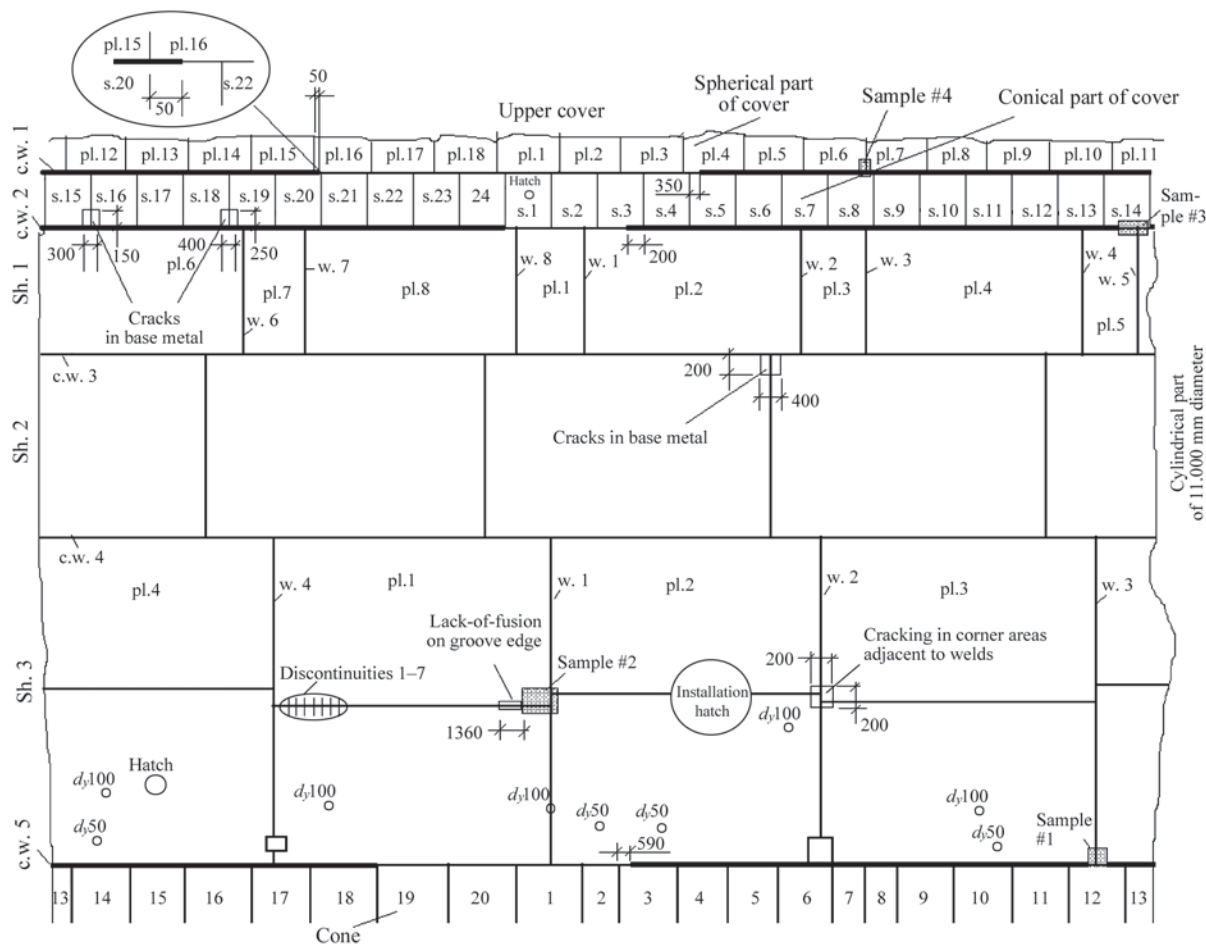 pl.15
pl.16
s.20
s.22
50
50
Upper cover
Spherical part
of cover
Sample #4
Conical part of cover
c.w. 1
pl.12
pl.13
pl.14
pl.15
pl.16
pl.17
pl.18
pl.1
pl.2
pl.3
pl.4
pl.5
pl.6
pl.7
pl.8
pl.9
pl.10
pl.11
c.w. 2
s.15
s.16
s.17
s.18
s.19
s.20
s.21
s.22
s.23
24
Hatch
s.1
s.2
s.3
350
s.4
s.5
s.6
s.7
s.8
s.9
s.10
s.11
s.12
s.13
s.14
Sam-
ple #3
300
150
400
250
200
Sh. 1
pl.6
w. 7
w. 8
w. 1
w. 2
w. 3
w. 4
w. 5
pl.7
pl.8
pl.1
pl.2
pl.3
pl.4
pl.5
w. 6
Cracks
in base metal
c.w. 3
200
400
Sh. 2
Cracks in base metal
Cylindrical part
of 11.000 mm diameter
c.w. 4
pl.4
w. 4
pl.1
w. 1
pl.2
w. 2
pl.3
w. 3
Sh. 3
Lack-of-fusion
on groove edge
Sample #2
Discontinuities 1–7
1360
Installation
hatch
200
Cracking in corner areas
adjacent to welds
200
dy100
Hatch
dy100
dy50
dy100
dy100
dy50
dy50
590
dy100
dy50
Sample
#1
c.w. 5
13
14
15
16
17
18
19
20
1
2
3
4
5
6
7
8
9
10
11
12
13
Cone